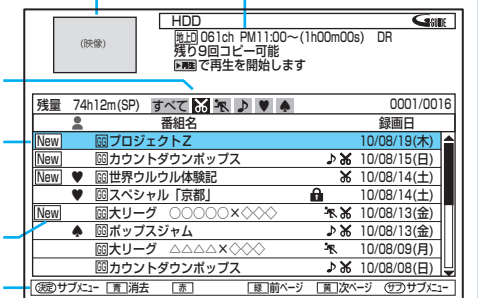 HDD
GGUIDE
(映像)
地上D 061ch PM11:00～(1h00m00s) DR
残り9回コピー可能
▶再生で再生を開始します
残量 74h12m(SP) すべて ♪ ♥ ♠ 0001/0016
番組名 録画日
New GG プロジェクトZ 10/08/19(木)
New GG カウントダウンポップス ♪ 10/08/15(日)
New ♥ GG 世界ウルウル体験記 10/08/14(土)
♥ GG スペシャル「京都」 10/08/14(土)
New GG 大リーグ ○○○○○×◇◇◇ 10/08/13(金)
♠ GG ポップスジャム ♪ 10/08/13(金)
GG 大リーグ △△△△×◇◇◇ 10/08/09(月)
GG カウントダウンポップス ♪ 10/08/08(日)
決定 サブメニュー 青 消去 赤 緑 前ページ 黄 次ページ サブ サブメニュー